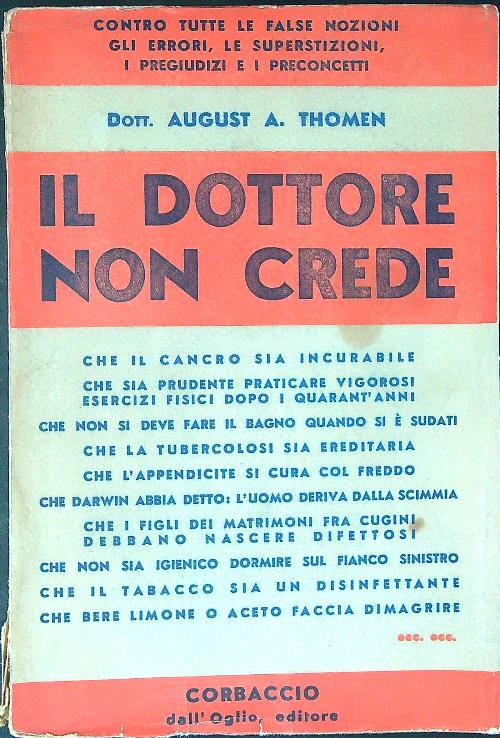 CONTRO TUTTE LE FALSE NOZIONI
GLI ERRORI, LE SUPERSTIZIONI,
I PREGIUDIZI E I PRECONCETTI
DOTT. AUGUST A. THOMEN
IL DOTTORE
NON CREDE
CHE IL CANCRO SIA INCURABILE
CHE SIA PRUDENTE PRATICARE VIGOROSI
ESERCIZI FISICI DOPO I QUARANT'ANNI
CHE NON SI DEVE FARE IL BAGNO QUANDO SI È SUDATI
CHE LA TUBERCOLOSI SIA EREDITARIA
CHE L'APPENDICITE SI CURA COL FREDDO
CHE DARWIN ABBIA DETTO: L'UOMO DERIVA DALLA SCIMMIA
CHE I FIGLI DEI MATRIMONI FRA CUGINI
DEBBANO NASCERE DIFETTOSI
CHE NON SIA IGIENICO DORMIRE SUL FIANCO SINISTRO
CHE IL TABACCO SIA UN DISINFETTANTE
CHE BERE LIMONE O ACETO FACCIA DIMAGRIRE
ecc. ecc.
CORBACCIO
dall'Oglio, editore